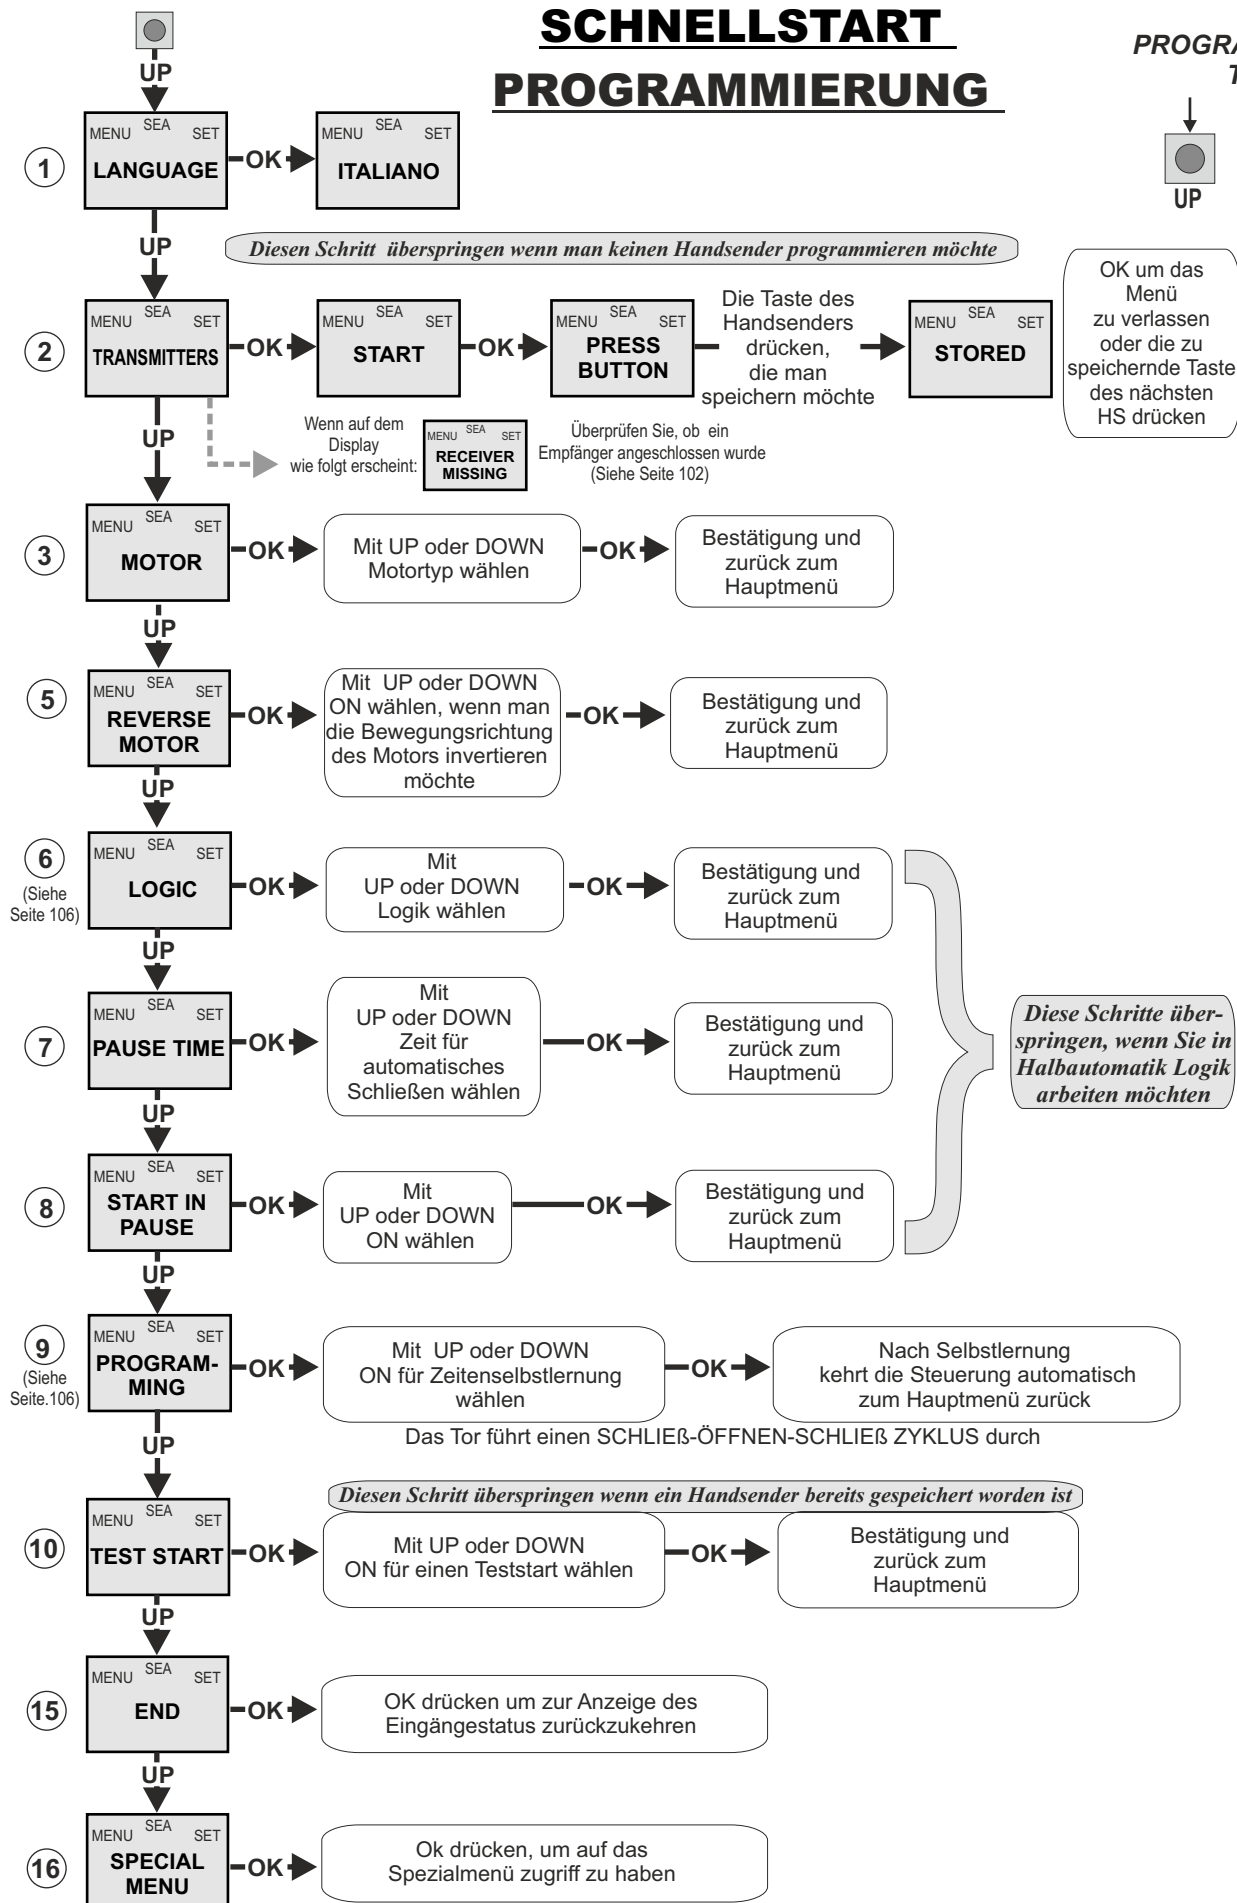 SCHNELLSTART
PROGRAMMIERUNG
UP
1
MENU SEA SET
LANGUAGE
OK
MENU SEA SET
ITALIANO
UP
UP
Diesen Schritt überspringen wenn man keinen Handsender programmieren möchte
2
MENU SEA SET
TRANSMITTERS
OK
MENU SEA SET
START
OK
MENU SEA SET
PRESS
BUTTON
Die Taste des
Handsenders
drücken,
die man
speichern möchte
MENU SEA SET
STORED
OK um das
Menü
zu verlassen
oder die zu
speichernde Taste
des nächsten
HS drücken
UP
Wenn auf dem
Display
wie folgt erscheint:
MENU SEA SET
RECEIVER
MISSING
Überprüfen Sie, ob ein
Empfänger angeschlossen wurde
(Siehe Seite 102)
3
MENU SEA SET
MOTOR
OK
Mit UP oder DOWN
Motortyp wählen
OK
Bestätigung und
zurück zum
Hauptmenü
UP
5
MENU SEA SET
REVERSE
MOTOR
OK
Mit UP oder DOWN
ON wählen, wenn man
die Bewegungsrichtung
des Motors invertieren
möchte
OK
Bestätigung und
zurück zum
Hauptmenü
UP
6
(Siehe
Seite 106)
MENU SEA SET
LOGIC
OK
Mit
UP oder DOWN
Logik wählen
OK
Bestätigung und
zurück zum
Hauptmenü
UP
7
MENU SEA SET
PAUSE TIME
OK
Mit
UP oder DOWN
Zeit für
automatisches
Schließen wählen
OK
Bestätigung und
zurück zum
Hauptmenü
Diese Schritte über-
springen, wenn Sie in
Halbautomatik Logik
arbeiten möchten
UP
8
MENU SEA SET
START IN
PAUSE
OK
Mit
UP oder DOWN
ON wählen
OK
Bestätigung und
zurück zum
Hauptmenü
UP
9
(Siehe
Seite.106)
MENU SEA SET
PROGRAM-
MING
OK
Mit UP oder DOWN
ON für Zeitenselbstlernung
wählen
OK
Nach Selbstlernung
kehrt die Steuerung automatisch
zum Hauptmenü zurück
Das Tor führt einen SCHLIEß-ÖFFNEN-SCHLIEß ZYKLUS durch
UP
Diesen Schritt überspringen wenn ein Handsender bereits gespeichert worden ist
10
MENU SEA SET
TEST START
OK
Mit UP oder DOWN
ON für einen Teststart wählen
OK
Bestätigung und
zurück zum
Hauptmenü
UP
15
MENU SEA SET
END
OK
OK drücken um zur Anzeige des
Eingängestatus zurückzukehren
UP
16
MENU SEA SET
SPECIAL
MENU
OK
Ok drücken, um auf das
Spezialmenü zugriff zu haben